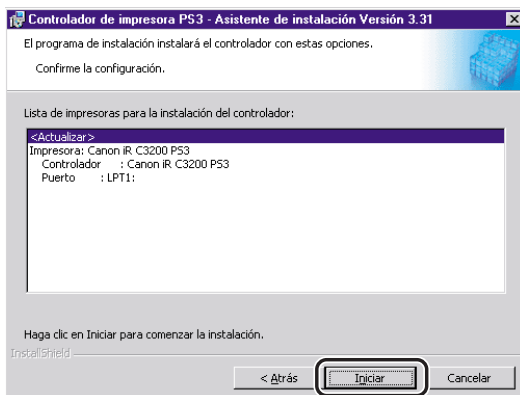 Controlador de impresora PS3 - Asistente de instalación Versión 3.31
El programa de instalación instalará el controlador con estas opciones.
Confirme la configuración.
Lista de impresoras para la instalación del controlador:
<Actualizar>
Impresora: Canon iR C3200 PS3
Controlador : Canon iR C3200 PS3
Puerto : LPT1:
Haga clic en Iniciar para comenzar la instalación.
InstallShield
< Atrás Iniciar Cancelar